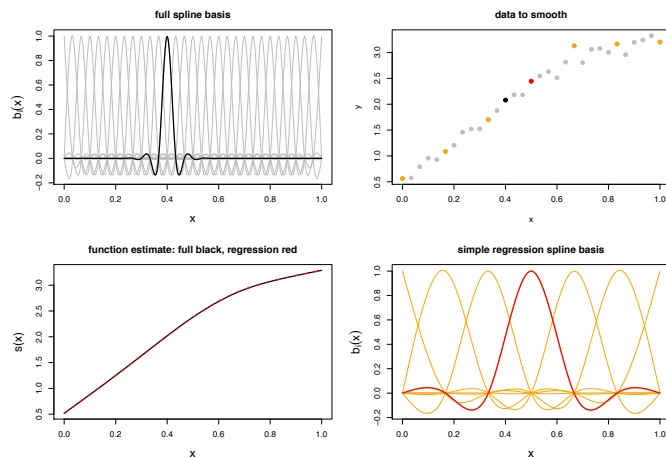 full spline basis
1.0
0.8
0.6
0.4
0.2
0.0
−0.2
bᵢ(x)
0.0 0.2 0.4 0.6 0.8 1.0
x
data to smooth
3.0
2.5
2.0
1.5
1.0
0.5
y
0.0 0.2 0.4 0.6 0.8 1.0
x
function estimate: full black, regression red
3.0
2.5
2.0
1.5
1.0
0.5
s(x)
0.0 0.2 0.4 0.6 0.8 1.0
x
simple regression spline basis
1.0
0.8
0.6
0.4
0.2
0.0
−0.2
bᵢ(x)
0.0 0.2 0.4 0.6 0.8 1.0
x